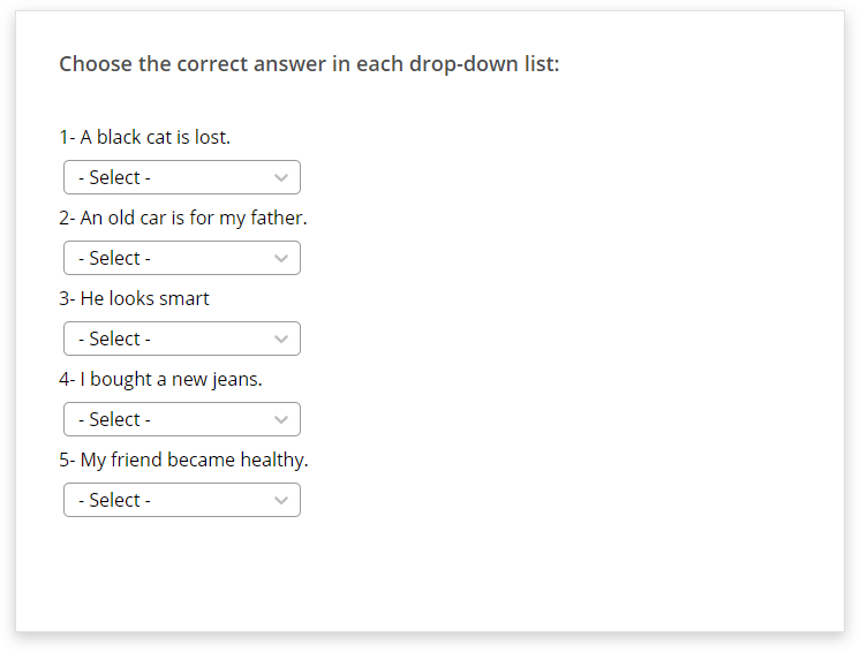 Choose the correct answer in each drop-down list:
1- A black cat is lost.
- Select -
2- An old car is for my father.
- Select -
3- He looks smart
- Select -
4- I bought a new jeans.
- Select -
5- My friend became healthy.
- Select -